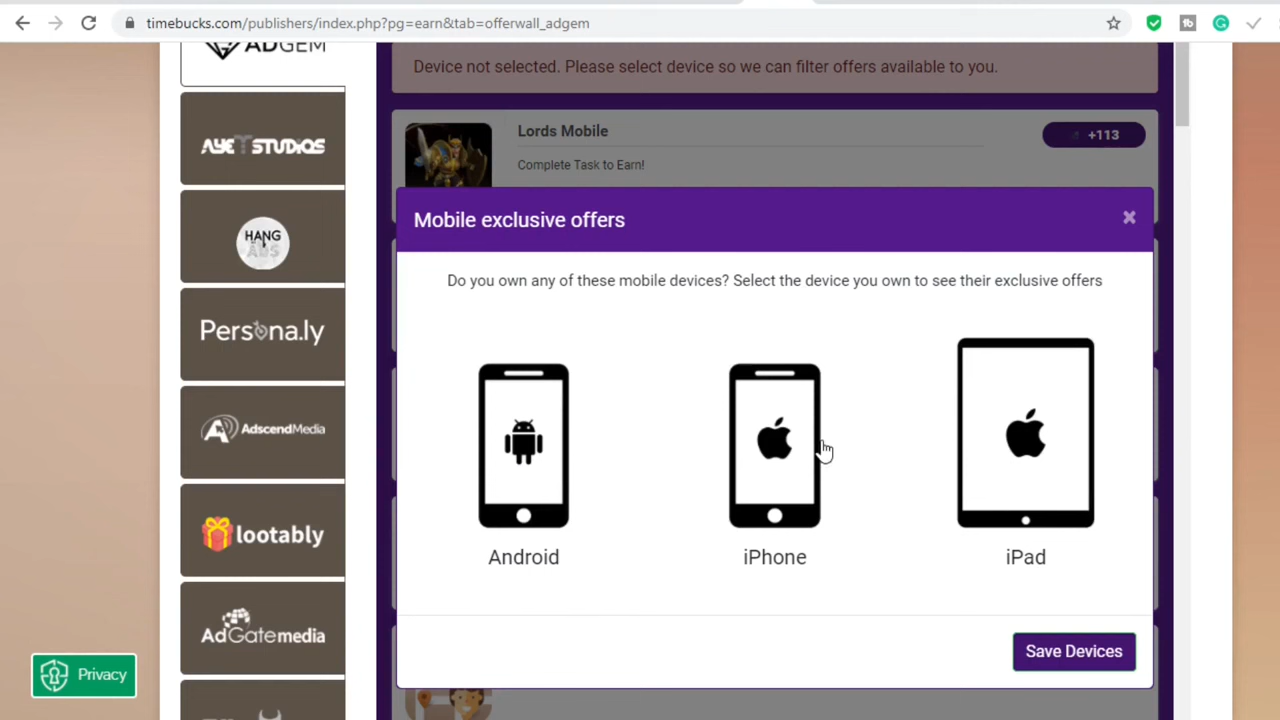 timebucks.com/publishers/index.php?pg=earn&tab=offerwall_adgem
ADGEM
Device not selected. Please select device so we can filter offers available to you.
Lords Mobile
+113
Complete Task to Earn!
AYE T STUDIOS
HANG
ADS
Persona.ly
AdscendMedia
lootably
AdGatemedia
Mobile exclusive offers
Do you own any of these mobile devices? Select the device you own to see their exclusive offers
Android
iPhone
iPad
Save Devices
Privacy